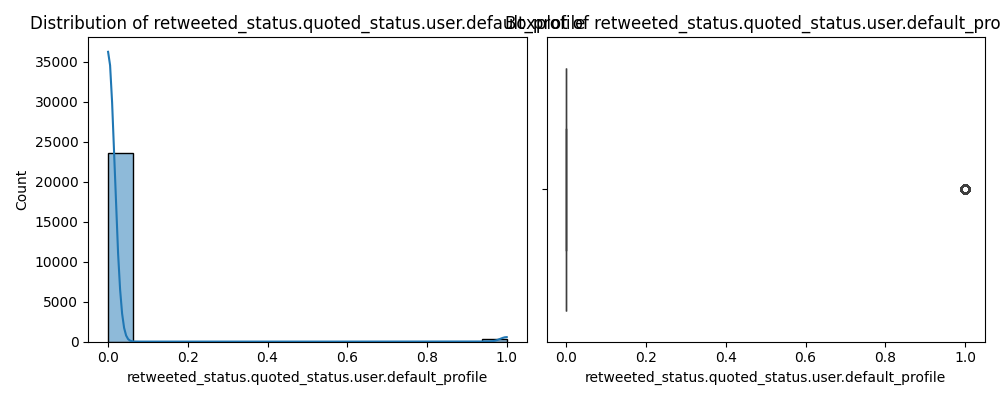 Distribution of retweeted_status.quoted_status.user.default_profile
Boxplot of retweeted_status.quoted_status.user.default_pro
Count
35000
30000
25000
20000
15000
10000
5000
0
0.0 0.2 0.4 0.6 0.8 1.0
retweeted_status.quoted_status.user.default_profile
0.0 0.2 0.4 0.6 0.8 1.0
retweeted_status.quoted_status.user.default_profile